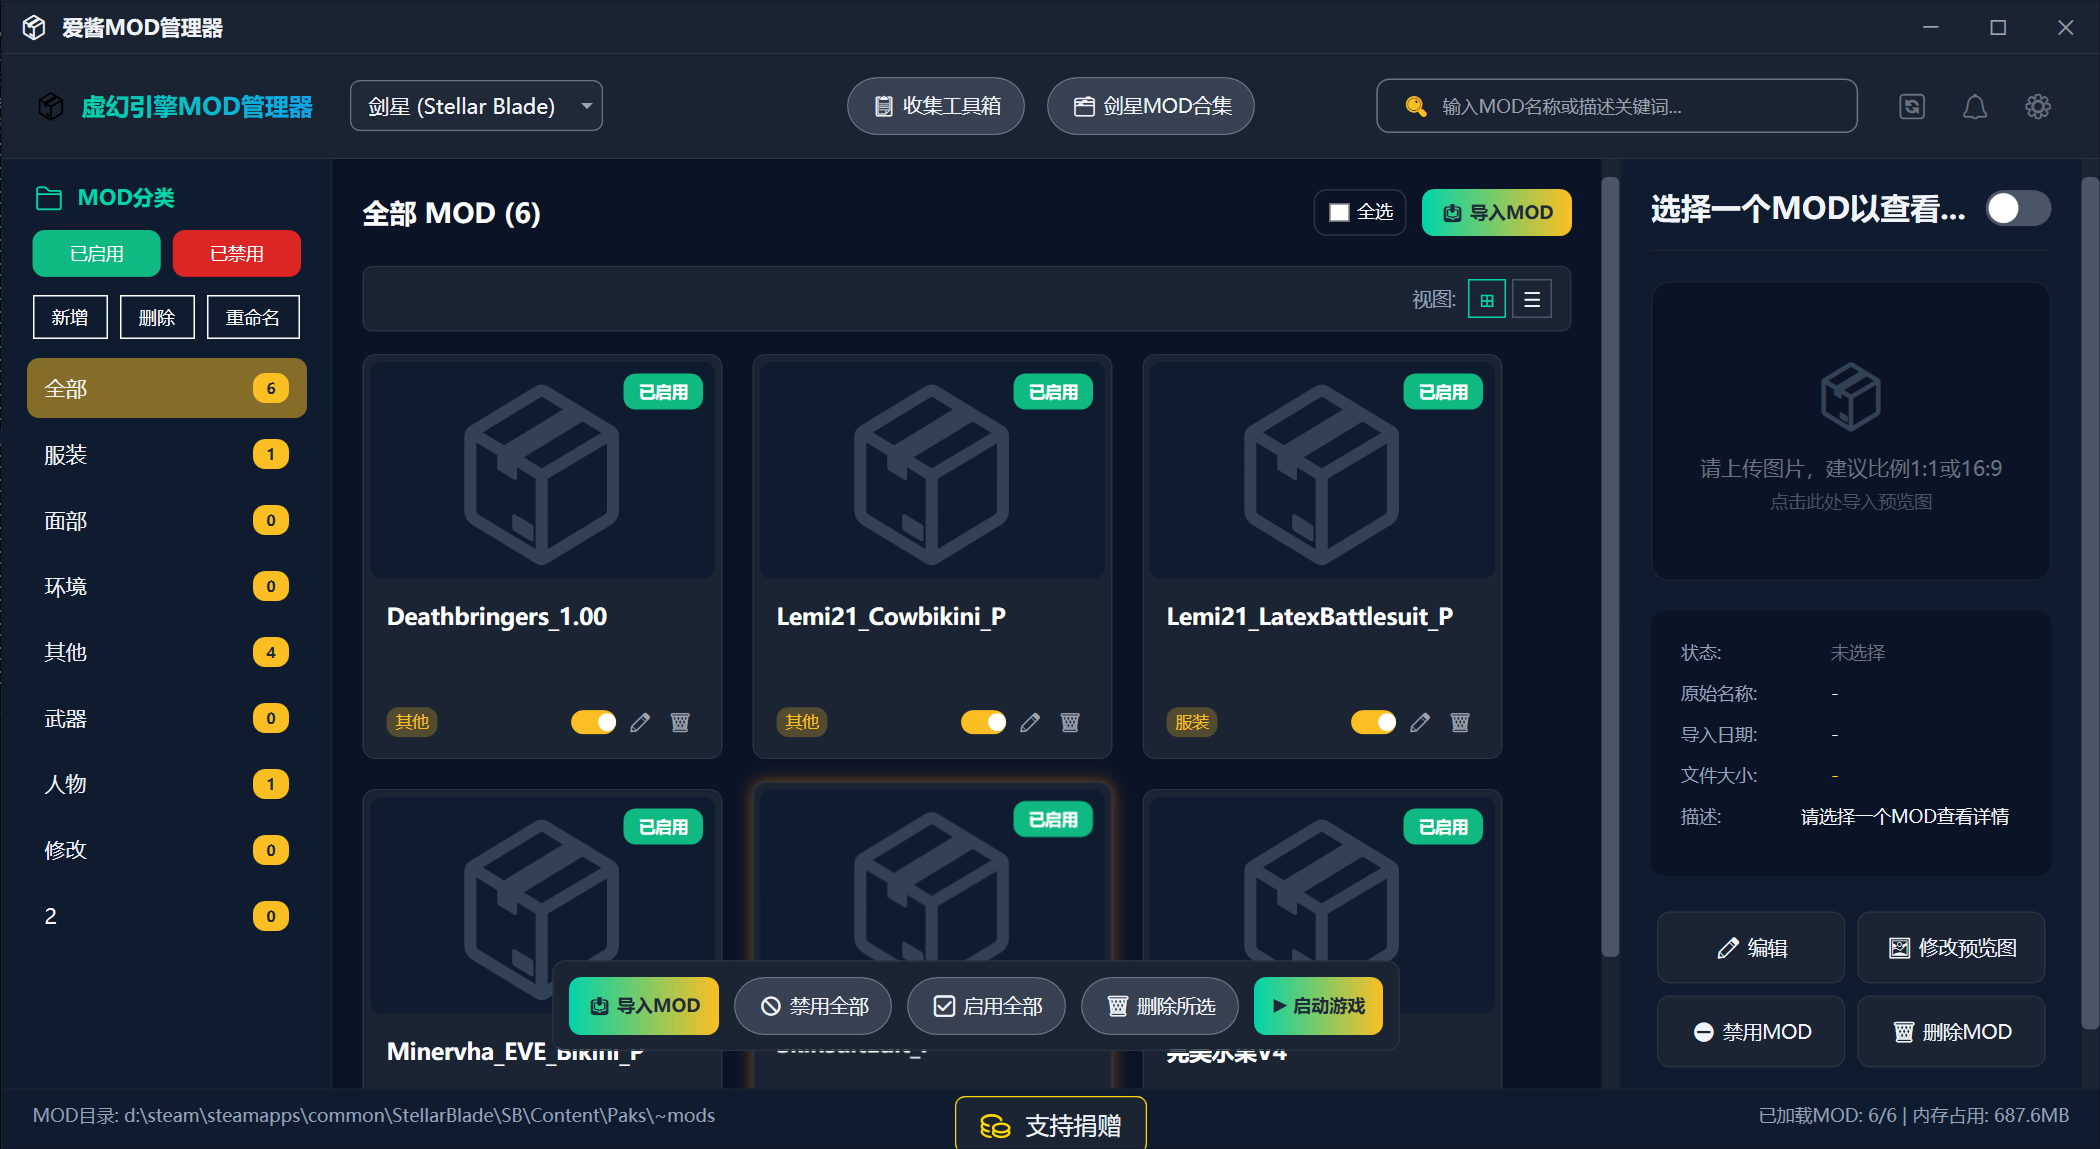 爱酱MOD管理器
虚幻引擎MOD管理器
剑星 (Stellar Blade)
收集工具箱
剑星MOD合集
输入MOD名称或描述关键词...
MOD分类
已启用
已禁用
新增
删除
重命名
全部 6
服装 1
面部 0
环境 0
其他 4
武器 0
人物 1
修改 0
2 0
全部 MOD (6)
全选
导入MOD
视图:
已启用
Deathbringers_1.00
其他
已启用
Lemi21_Cowbikini_P
其他
已启用
Lemi21_LatexBattlesuit_P
服装
已启用
Minervha_EVE_Bikini_P
已启用
已启用
导入MOD
禁用全部
启用全部
删除所选
启动游戏
选择一个MOD以查看...
请上传图片，建议比例1:1或16:9
点击此处导入预览图
状态: 未选择
原始名称: -
导入日期: -
文件大小: -
描述: 请选择一个MOD查看详情
编辑
修改预览图
禁用MOD
删除MOD
MOD目录: d:\steam\steamapps\common\StellarBlade\SB\Content\Paks\~mods
支持捐赠
已加载MOD: 6/6 | 内存占用: 687.6MB